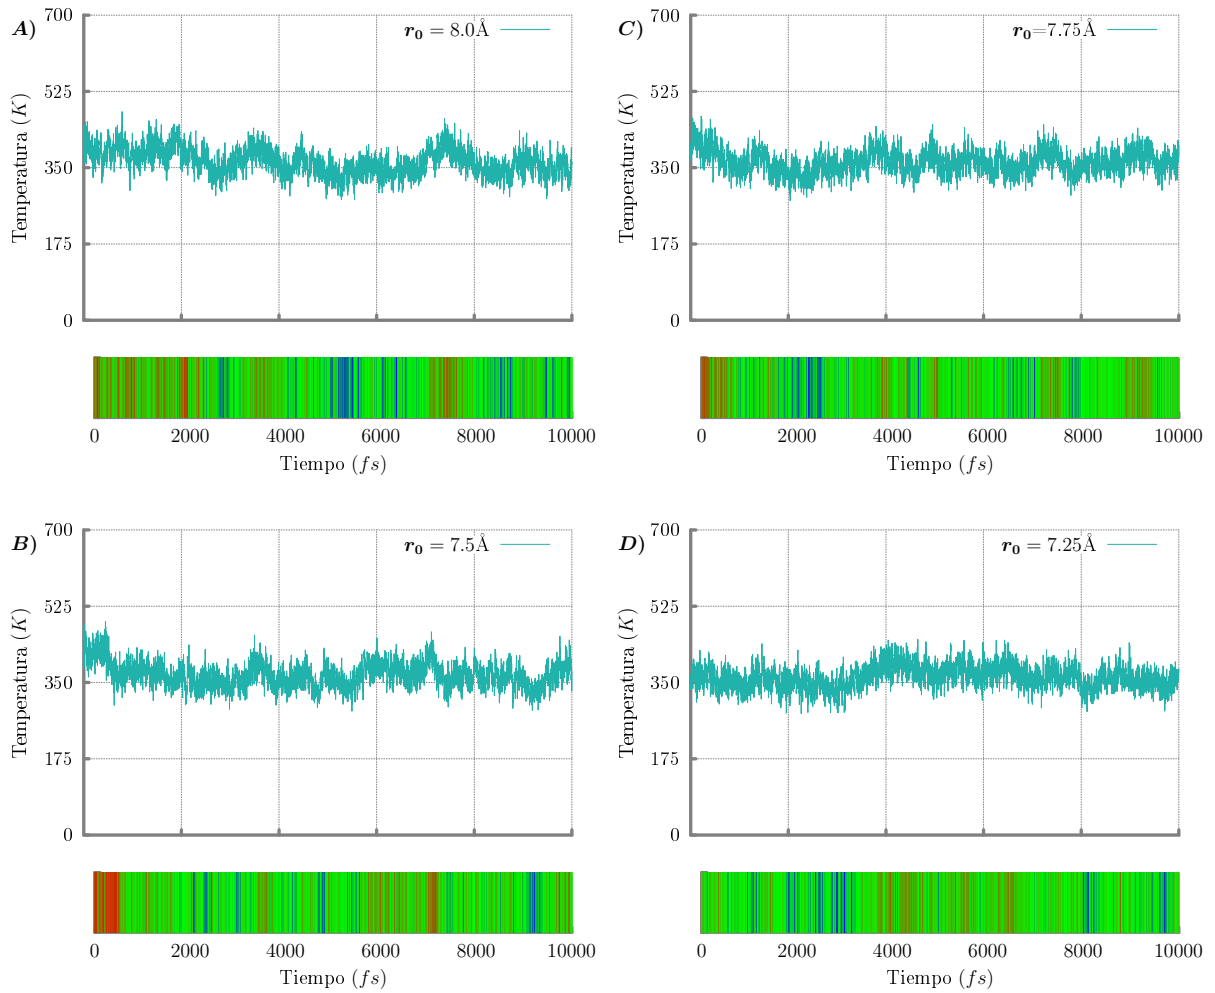 A)
r₀ = 8.0Å
700
525
350
175
0
Temperatura (K)
0 2000 4000 6000 8000 10000
Tiempo (fs)
C)
r₀=7.75Å
700
525
350
175
0
Temperatura (K)
0 2000 4000 6000 8000 10000
Tiempo (fs)
B)
r₀ = 7.5Å
700
525
350
175
0
Temperatura (K)
0 2000 4000 6000 8000 10000
Tiempo (fs)
D)
r₀ = 7.25Å
700
525
350
175
0
Temperatura (K)
0 2000 4000 6000 8000 10000
Tiempo (fs)